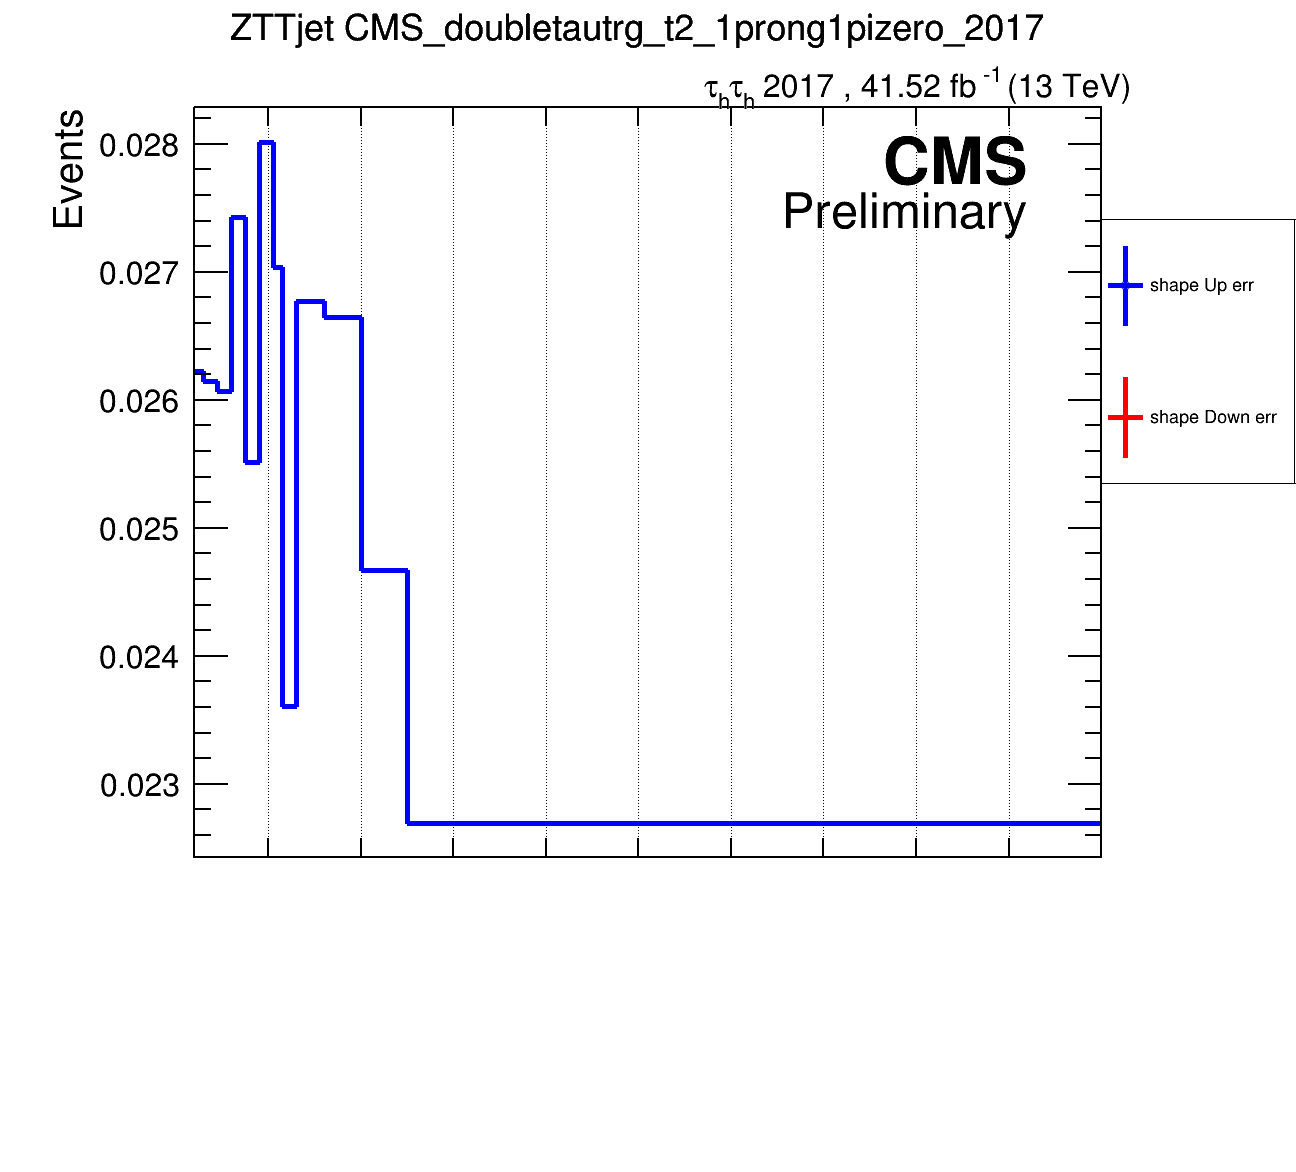 ZTTjet CMS_doubletautrg_t2_1prong1pizero_2017
τhτh 2017 , 41.52 fb -1 (13 TeV)
Events
CMS
Preliminary
0.028
0.027
0.026
0.025
0.024
0.023
shape Up err
shape Down err